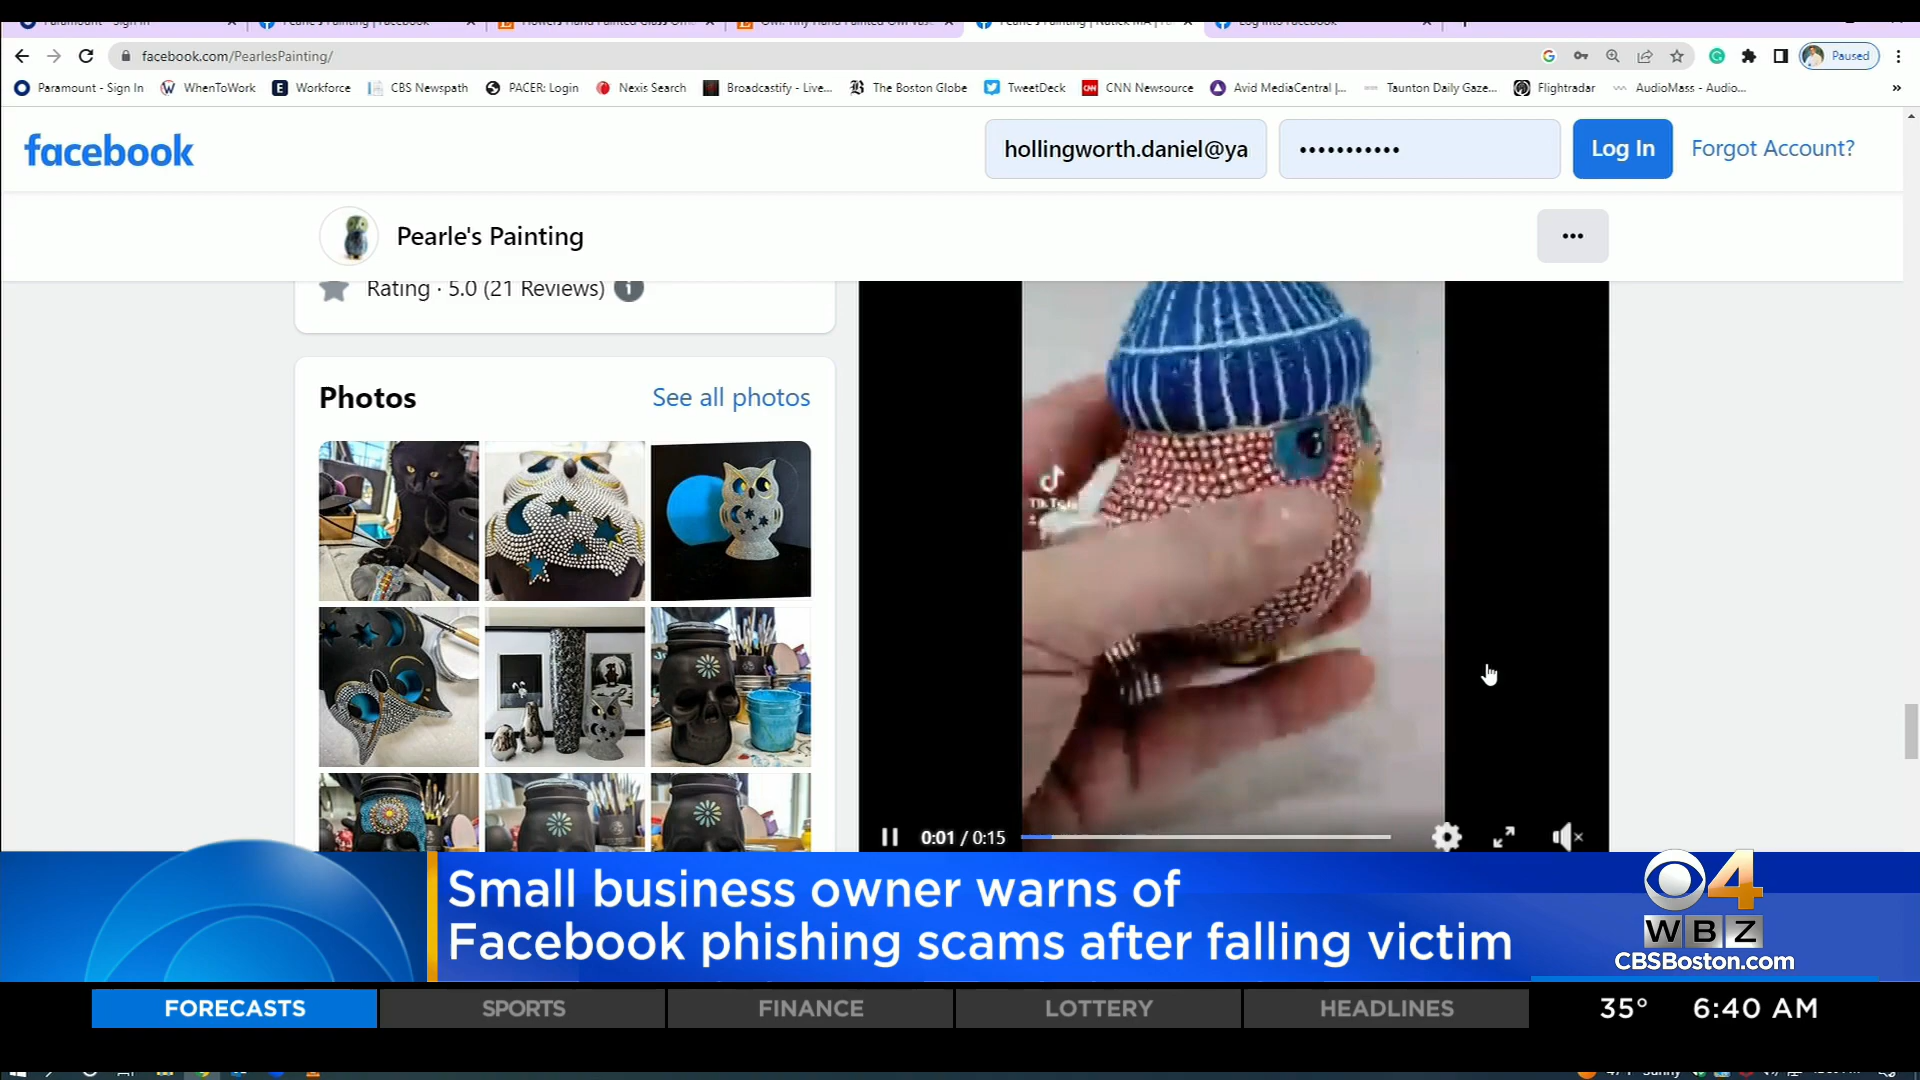 facebook.com/PearlesPainting/
Paused
Paramount - Sign In
WhenToWork
Workforce
CBS Newspath
PACER: Login
Nexis Search
Broadcastify - Live...
The Boston Globe
TweetDeck
CNN Newsource
Avid MediaCentral |...
Taunton Daily Gaze...
Flightradar
AudioMass - Audio...
facebook
hollingworth.daniel@ya
Log In
Forgot Account?
Pearle's Painting
Rating · 5.0 (21 Reviews)
Photos
See all photos
TikTok
0:01 / 0:15
Small business owner warns of
Facebook phishing scams after falling victim
4
WBZ
CBSBoston.com
FORECASTS
SPORTS
FINANCE
LOTTERY
HEADLINES
35°
6:40 AM